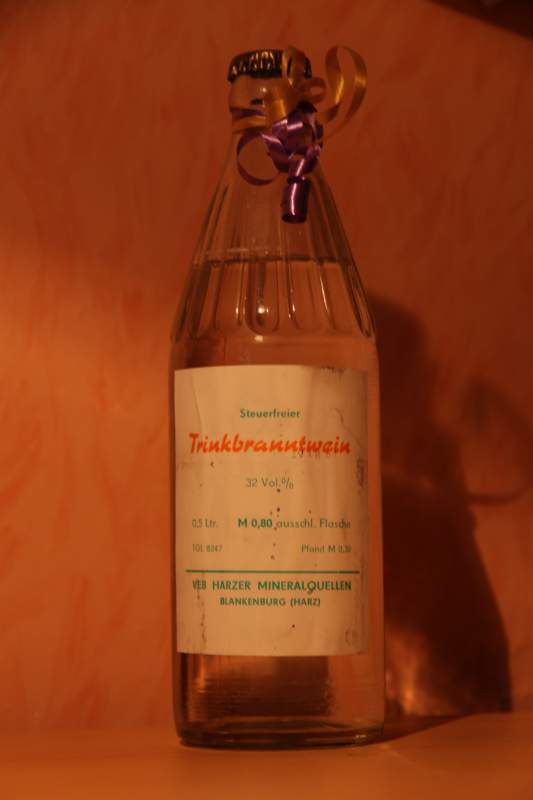 Steuerfreier
Trinkbranntwein
32 Vol.%
0,5 Ltr. M 0,80 ausschl. Flasche
TGL 8247 Pfand M 0,30
VEB HARZER MINERALQUELLEN
BLANKENBURG (HARZ)